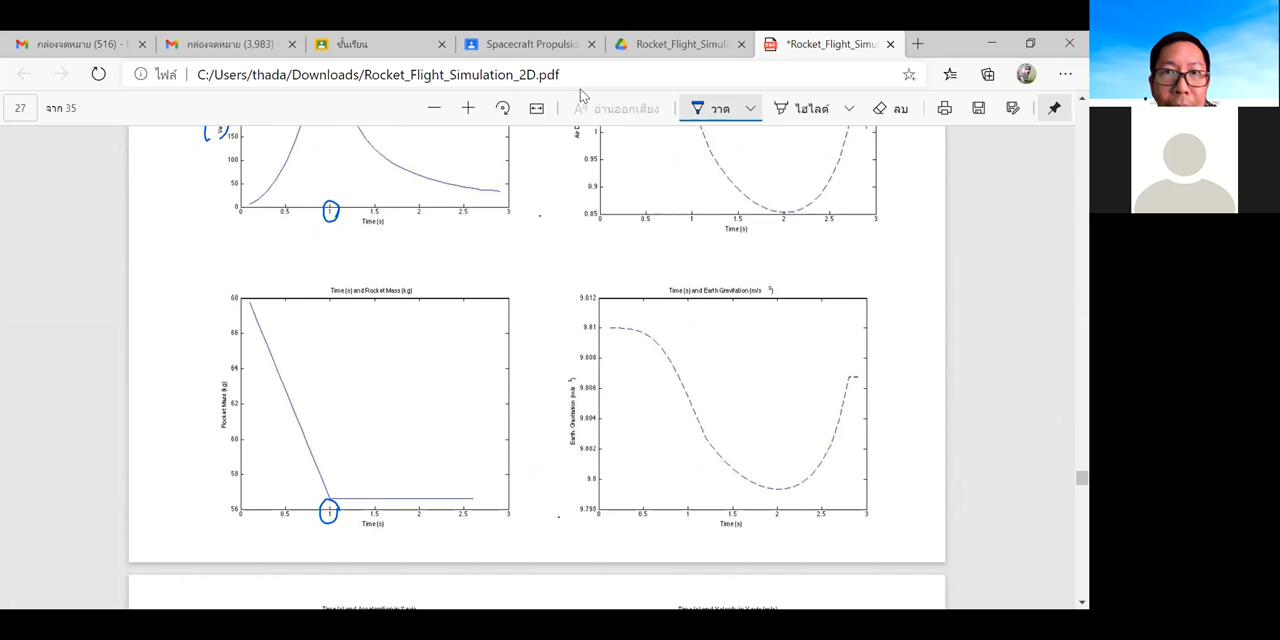 กล่องจดหมาย (516) -
กล่องจดหมาย (3,983) -
ชั้นเรียน
Spacecraft Propulsio
Rocket_Flight_Simul
*Rocket_Flight_Simu
ไฟล์
C:/Users/thada/Downloads/Rocket_Flight_Simulation_2D.pdf
27 จาก 35
อ่านออกเสียง
วาด
ไฮไลต์
ลบ
150
100
50
0
0 0.5 1 1.5 2 2.5 3
Time (s)
1
0.95
0.9
0.85
0 0.5 1 1.5 2 2.5 3
Time (s)
Time (s) and Rocket Mass (kg)
66
64
62
60
58
56
Rocket Mass (kg)
0 0.5 1 1.5 2 2.5 3
Time (s)
Time (s) and Earth Gravitation (m/s
9.81
9.808
9.806
9.804
9.802
9.8
9.798
Earth Gravitation (m/s
0 0.5 1 1.5 2 2.5 3
Time (s)